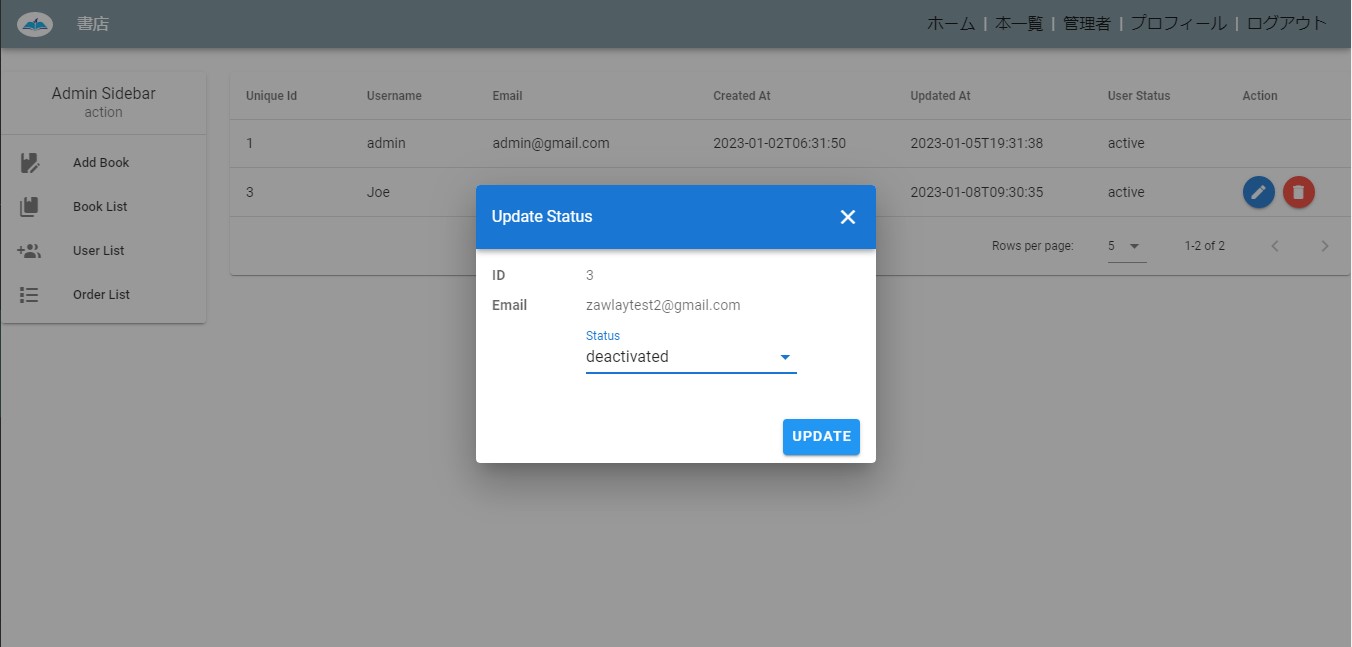 書店
ホーム | 本一覧 | 管理者 | プロフィール | ログアウト
Admin Sidebar
action
Add Book
Book List
User List
Order List
Unique Id Username Email Created At Updated At User Status Action
1 admin admin@gmail.com 2023-01-02T06:31:50 2023-01-05T19:31:38 active
3 Joe 2023-01-08T09:30:35 active
Rows per page: 5 1-2 of 2
Update Status
ID 3
Email zawlaytest2@gmail.com
Status
deactivated
UPDATE